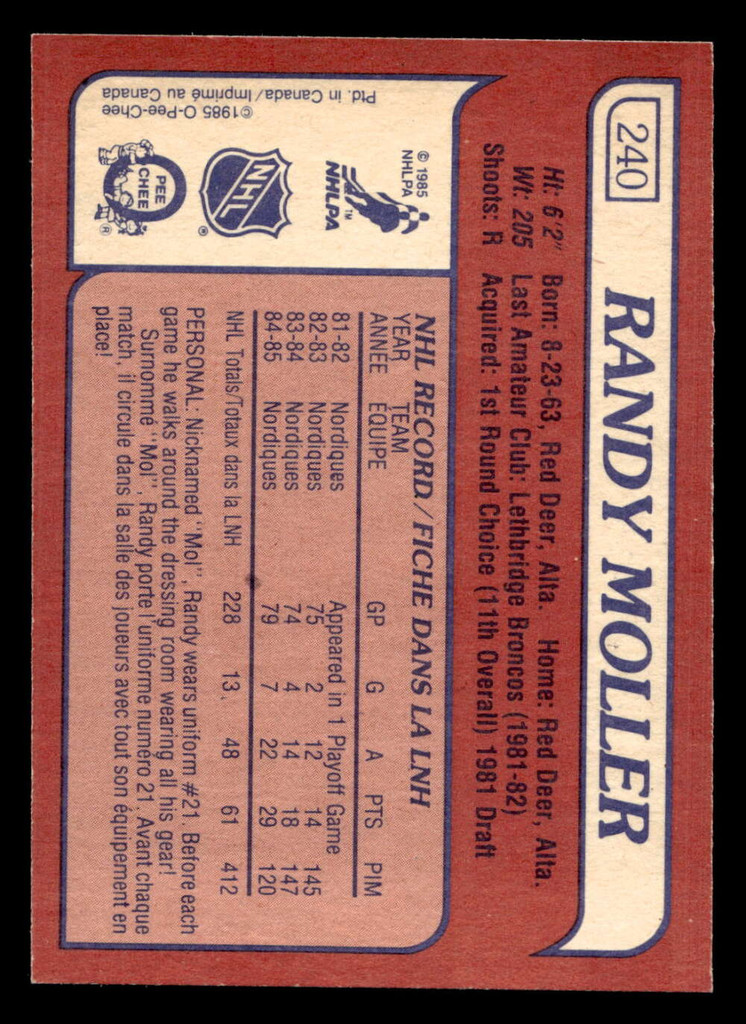 240
RANDY MOLLER
Ht: 6'2" Born: 8-23-63, Red Deer, Alta. Home: Red Deer, Alta.
Wt: 205 Last Amateur Club: Lethbridge Broncos (1981-82)
Shoots: R Acquired: 1st Round Choice (11th Overall) 1981 Draft
© 1985
NHLPA
NHLPA
TM
NHL
®
PEE
CHEE
®
©1985 O-Pee-Chee
Ptd. in Canada/Imprimé au Canada
NHL RECORD./FICHE DANS LA LNH
YEAR TEAM
ANNÉE ÉQUIPE GP G A PTS PIM
81-82 Nordiques Appeared in 1 Playoff Game
82-83 Nordiques 75 2 12 14 145
83-84 Nordiques 74 4 14 18 147
84-85 Nordiques 79 7 22 29 120
NHL Totals/Totaux dans la LNH 228 13 48 61 412
PERSONAL: Nicknamed "Mol", Randy wears uniform #21. Before each
game he walks around the dressing room wearing all his gear!
Surnommé "Mol", Randy porte l'uniforme numéro 21. Avant chaque
match, il circule dans la salle des joueurs avec tout son équipement en
place!